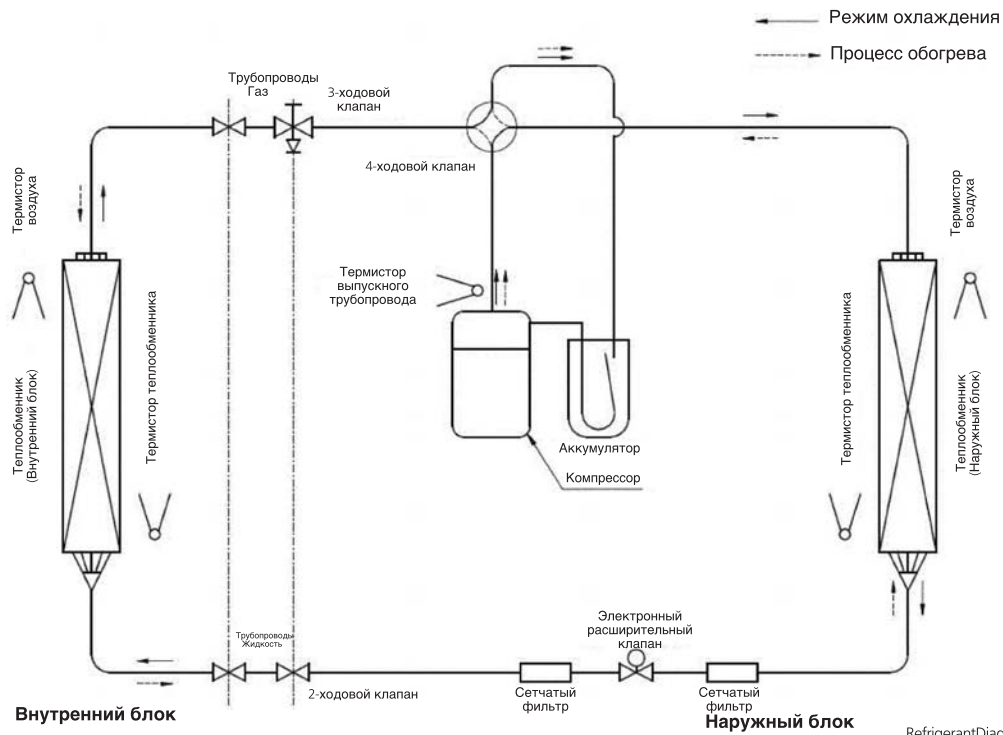 Режим охлаждения
Процесс обогрева
Трубопроводы
Газ
3-ходовой
клапан
4-ходовой клапан
Термистор
воздуха
Термистор
воздуха
Термистор
выпускного
трубопровода
Термистор теплообменника
Теплообменник
(Внутренний блок)
Термистор теплообменника
Теплообменник
(Наружный блок)
Аккумулятор
Компрессор
Трубопроводы
Жидкость
2-ходовой клапан
Электронный
расширительный
клапан
Сетчатый
фильтр
Сетчатый
фильтр
Внутренний блок
Наружный блок
RefrigerantDiag